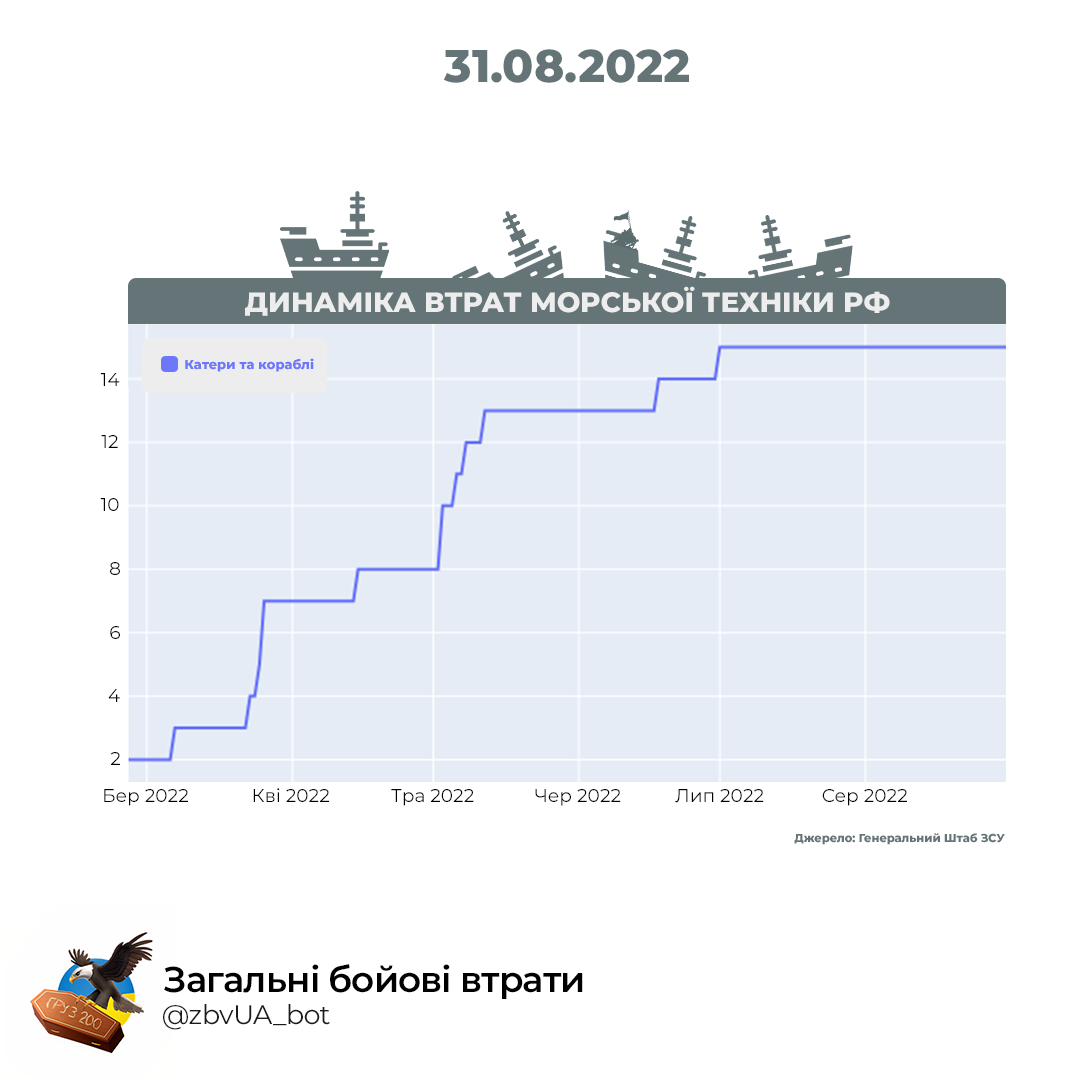 31.08.2022
ДИНАМІКА ВТРАТ МОРСЬКОЇ ТЕХНІКИ РФ
Катери та кораблі
14
12
10
8
6
4
2
Бер 2022 Кві 2022 Тра 2022 Чер 2022 Лип 2022 Сер 2022
Джерело: Генеральний Штаб ЗСУ
ГРУЗ 200
Загальні бойові втрати
@zbvUA_bot